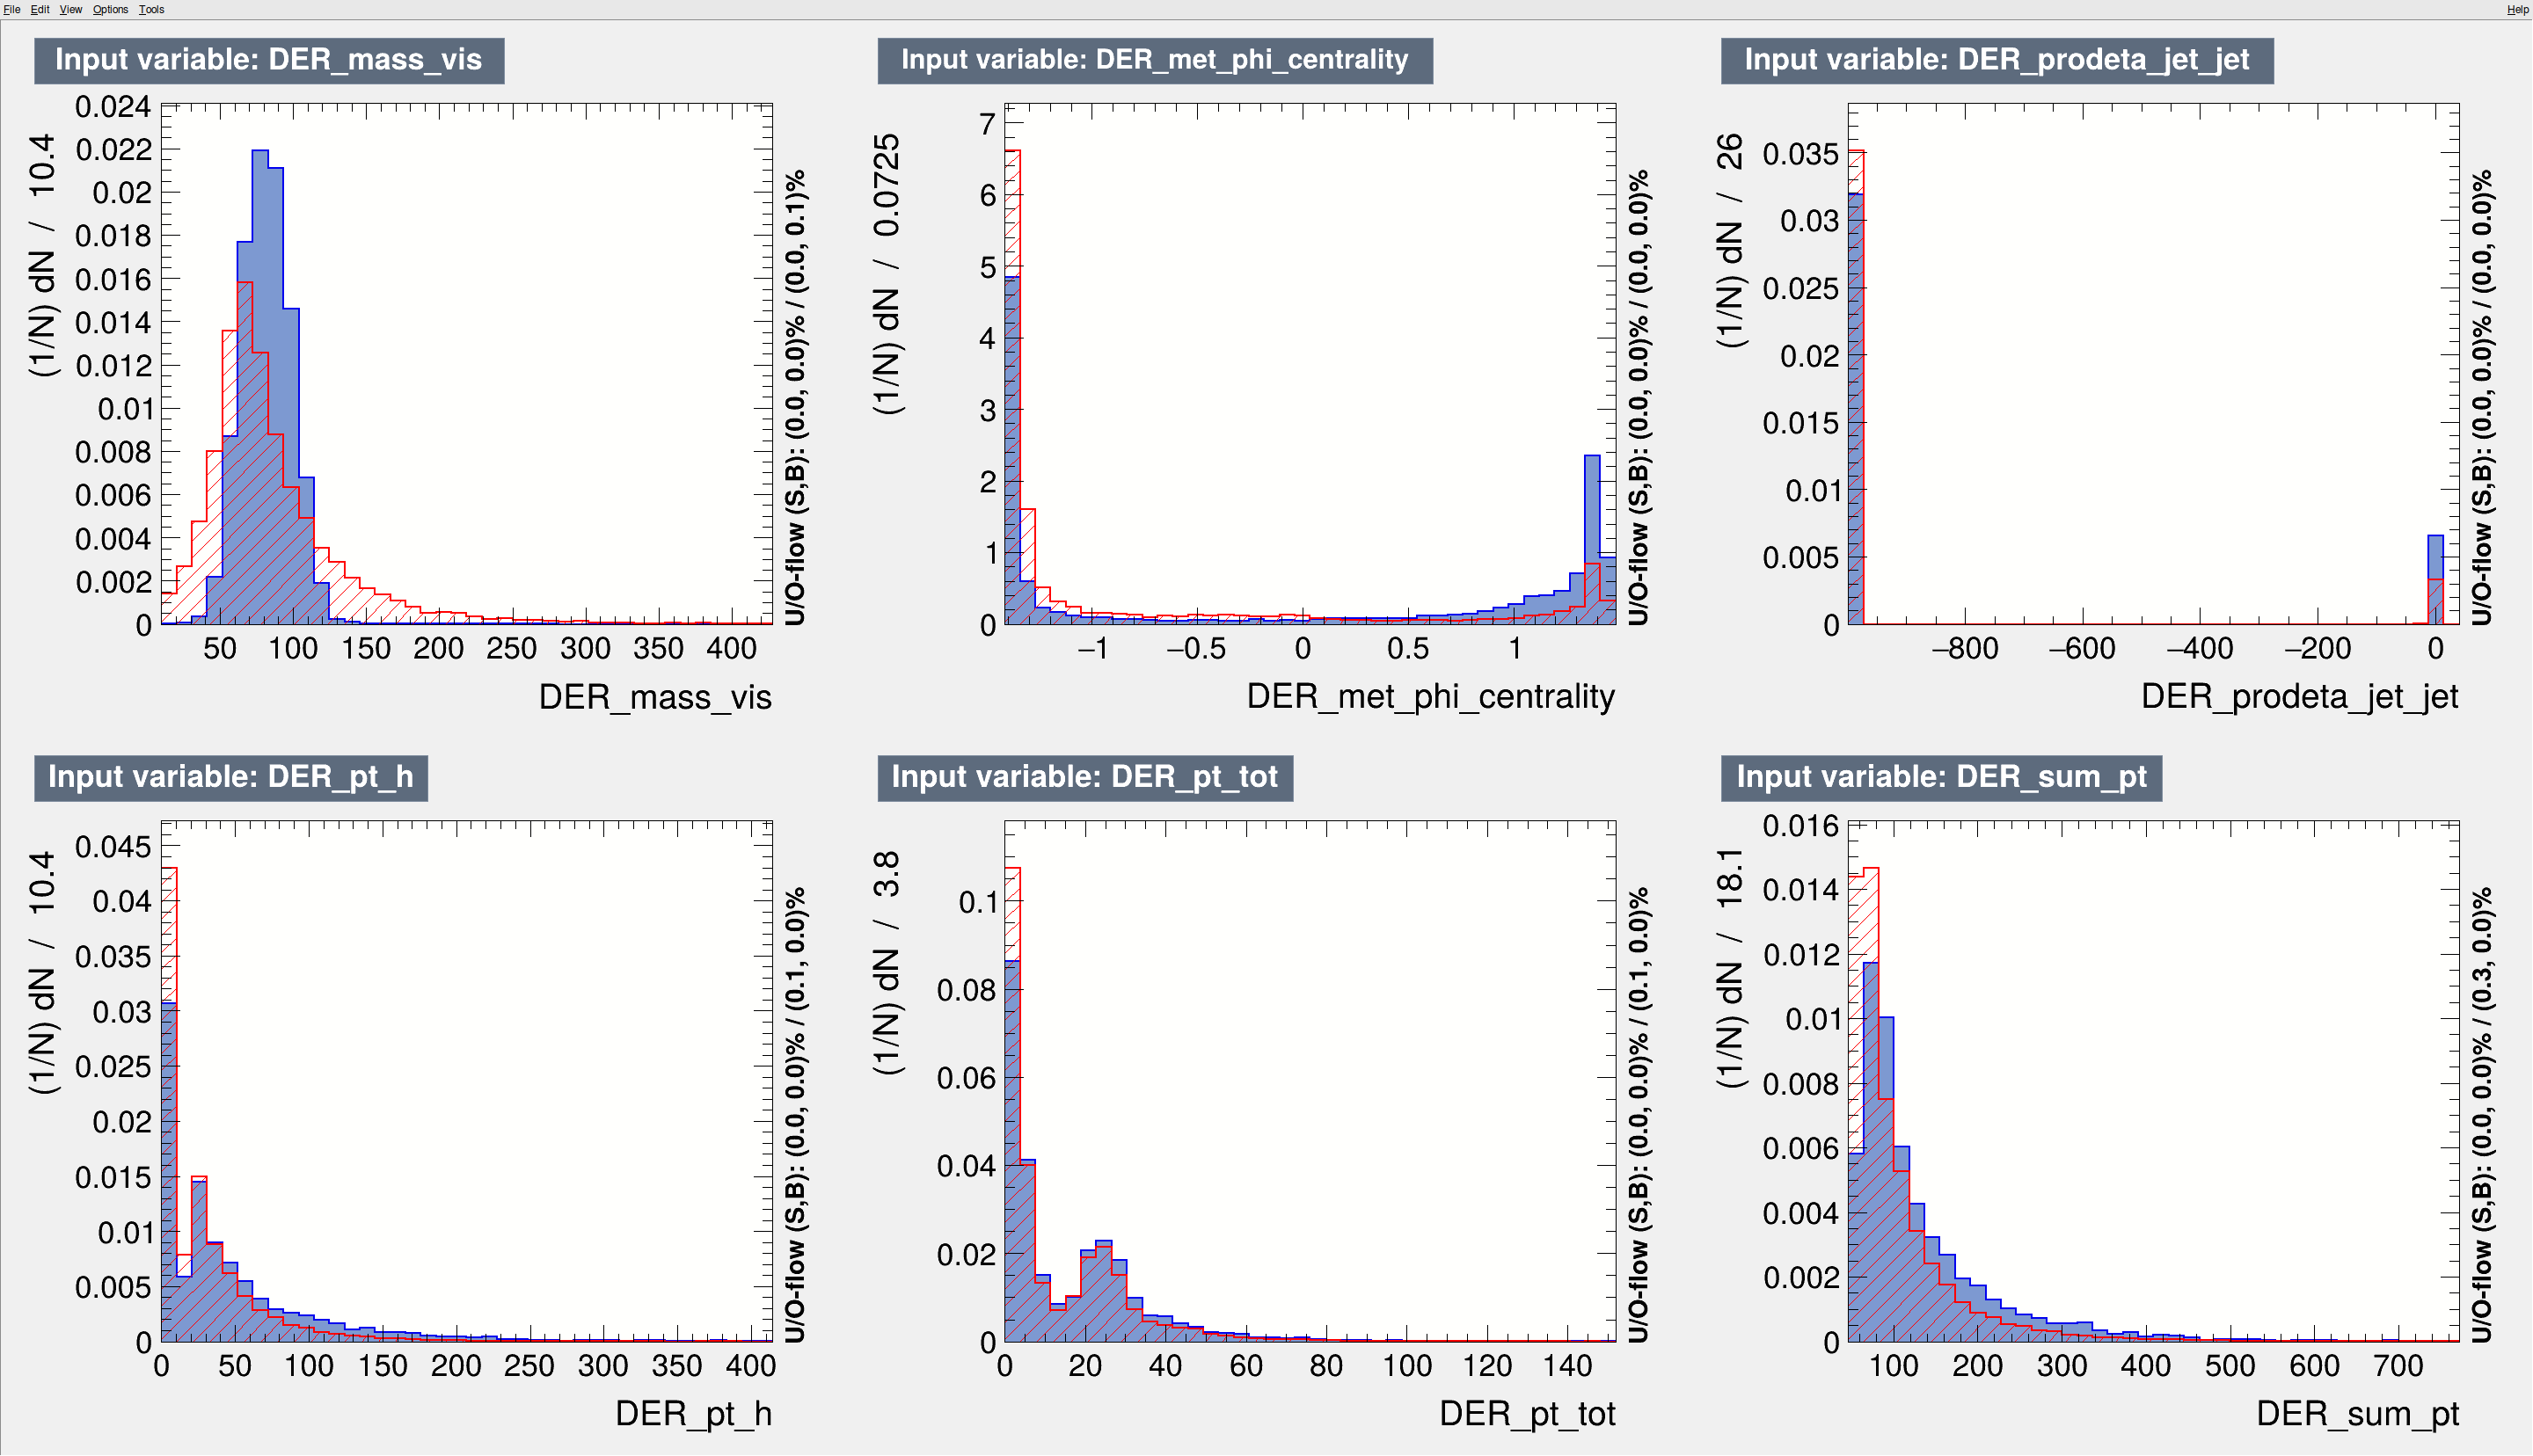 File Edit View Options Tools Help
Input variable: DER_mass_vis
(1/N) dN / 10.4
0.024
0.022
0.02
0.018
0.016
0.014
0.012
0.01
0.008
0.006
0.004
0.002
0
50 100 150 200 250 300 350 400
DER_mass_vis
U/O-flow (S,B): (0.0, 0.0)% / (0.0, 0.1)%
Input variable: DER_met_phi_centrality
(1/N) dN / 0.0725
7
6
5
4
3
2
1
0
−1 −0.5 0 0.5 1
DER_met_phi_centrality
U/O-flow (S,B): (0.0, 0.0)% / (0.0, 0.0)%
Input variable: DER_prodeta_jet_jet
(1/N) dN / 26
0.035
0.03
0.025
0.02
0.015
0.01
0.005
0
−800 −600 −400 −200 0
DER_prodeta_jet_jet
U/O-flow (S,B): (0.0, 0.0)% / (0.0, 0.0)%
Input variable: DER_pt_h
(1/N) dN / 10.4
0.045
0.04
0.035
0.03
0.025
0.02
0.015
0.01
0.005
0
0 50 100 150 200 250 300 350 400
DER_pt_h
U/O-flow (S,B): (0.0, 0.0)% / (0.1, 0.0)%
Input variable: DER_pt_tot
(1/N) dN / 3.8
0.1
0.08
0.06
0.04
0.02
0
0 20 40 60 80 100 120 140
DER_pt_tot
U/O-flow (S,B): (0.0, 0.0)% / (0.1, 0.0)%
Input variable: DER_sum_pt
(1/N) dN / 18.1
0.016
0.014
0.012
0.01
0.008
0.006
0.004
0.002
0
100 200 300 400 500 600 700
DER_sum_pt
U/O-flow (S,B): (0.0, 0.0)% / (0.3, 0.0)%